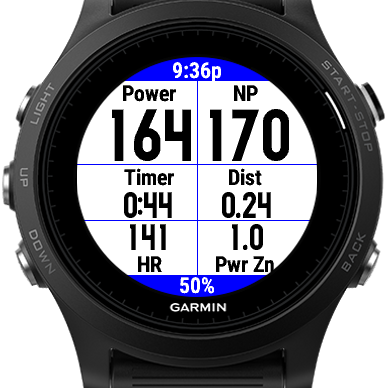 9:36p
Power NP
164 170
Timer Dist
0:44 0.24
141 1.0
HR Pwr Zn
50%
GARMIN
LIGHT
UP
DOWN
START·STOP
BACK